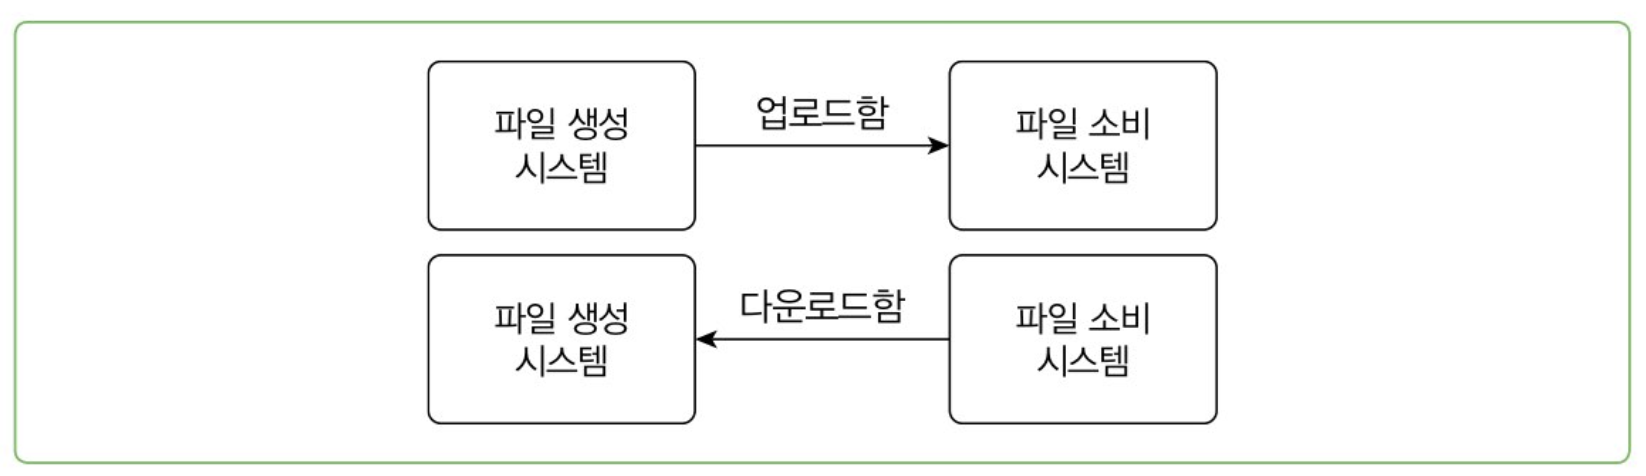 파일 생성
시스템
업로드함
파일 소비
시스템
파일 생성
시스템
다운로드함
파일 소비
시스템